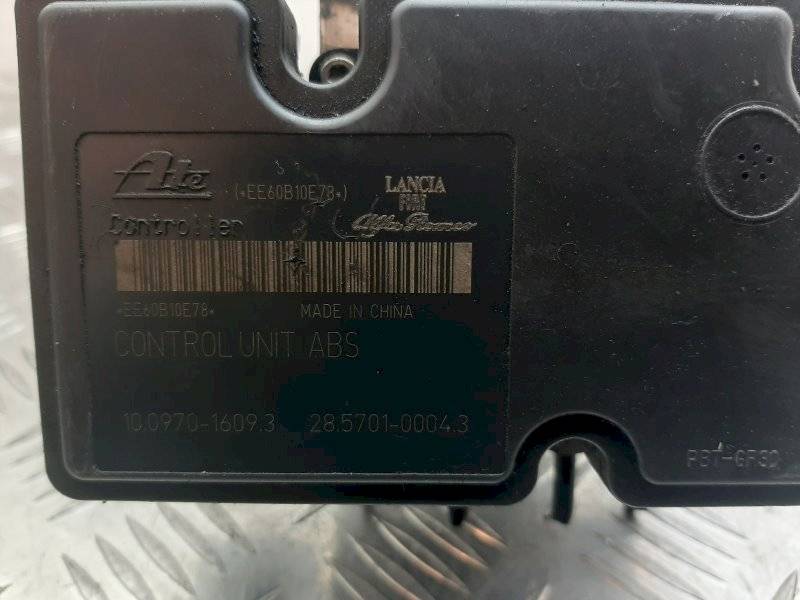 Ate
(*EE60B10E78*)
LANCIA
FIAT
Alfa Romeo
Controller
*EE60B10E78*
MADE IN CHINA
CONTROL UNIT ABS
10.0970-1609.3 28.5701-0004.3
PBT-GF30